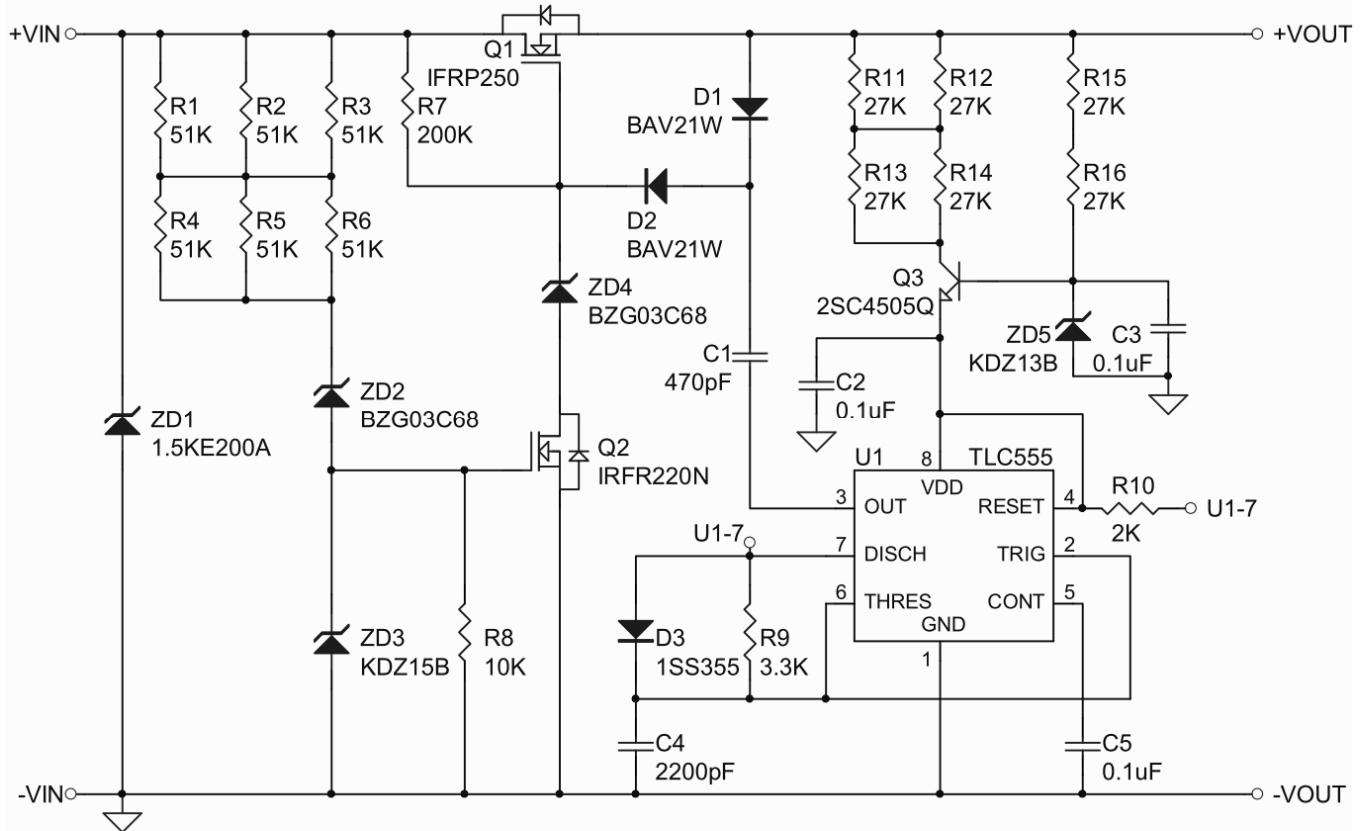 +VIN
+VOUT
Q1
IFRP250
R1
51K
R2
51K
R3
51K
R7
200K
D1
BAV21W
R11
27K
R12
27K
R15
27K
R4
51K
R5
51K
R6
51K
D2
BAV21W
R13
27K
R14
27K
R16
27K
ZD4
BZG03C68
Q3
2SC4505Q
ZD5
KDZ13B
C3
0.1uF
C1
470pF
C2
0.1uF
ZD2
BZG03C68
ZD1
1.5KE200A
Q2
IRFR220N
U1
8
TLC555
VDD
3
OUT
RESET
4
R10
2K
U1-7
U1-7
7
DISCH
TRIG
2
6
THRES
CONT
5
GND
1
ZD3
KDZ15B
R8
10K
D3
1SS355
R9
3.3K
C4
2200pF
C5
0.1uF
-VIN
-VOUT